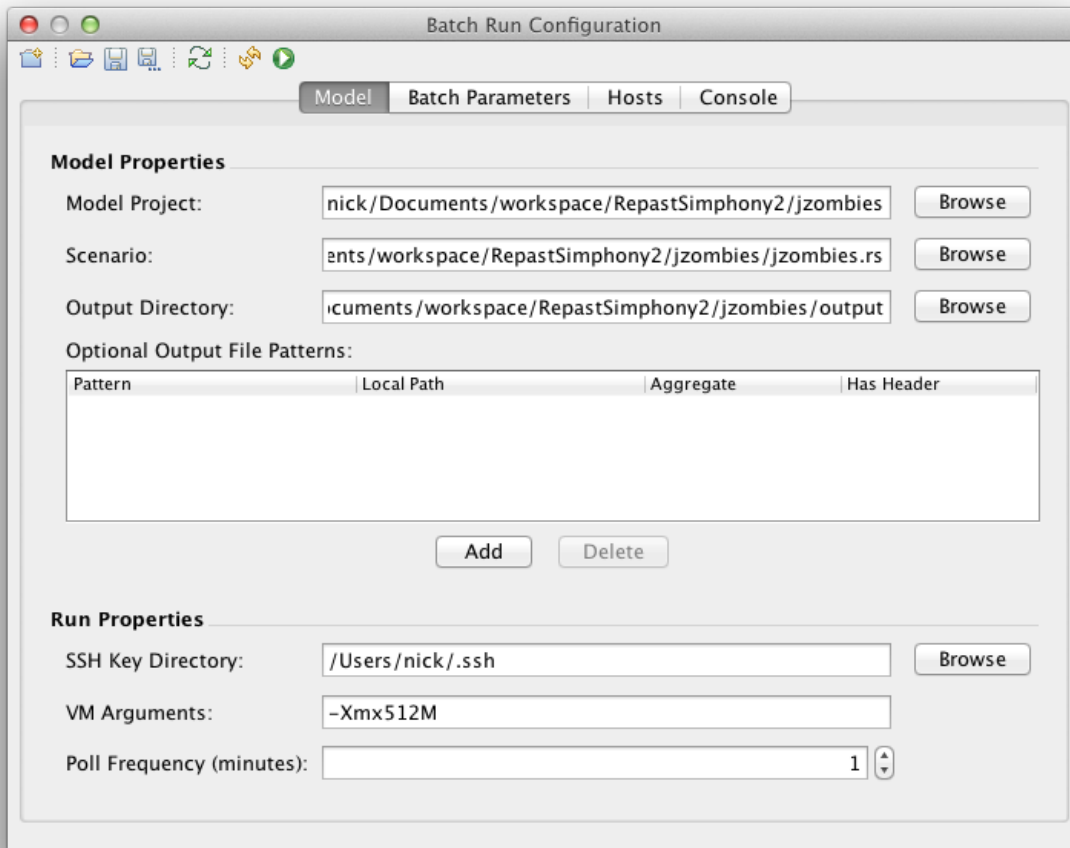 Batch Run Configuration
Model Batch Parameters Hosts Console
Model Properties
Model Project: nick/Documents/workspace/RepastSimphony2/jzombies Browse
Scenario: ents/workspace/RepastSimphony2/jzombies/jzombies.rs Browse
Output Directory: ocuments/workspace/RepastSimphony2/jzombies/output Browse
Optional Output File Patterns:
Pattern Local Path Aggregate Has Header
Add Delete
Run Properties
SSH Key Directory: /Users/nick/.ssh Browse
VM Arguments: -Xmx512M
Poll Frequency (minutes): 1